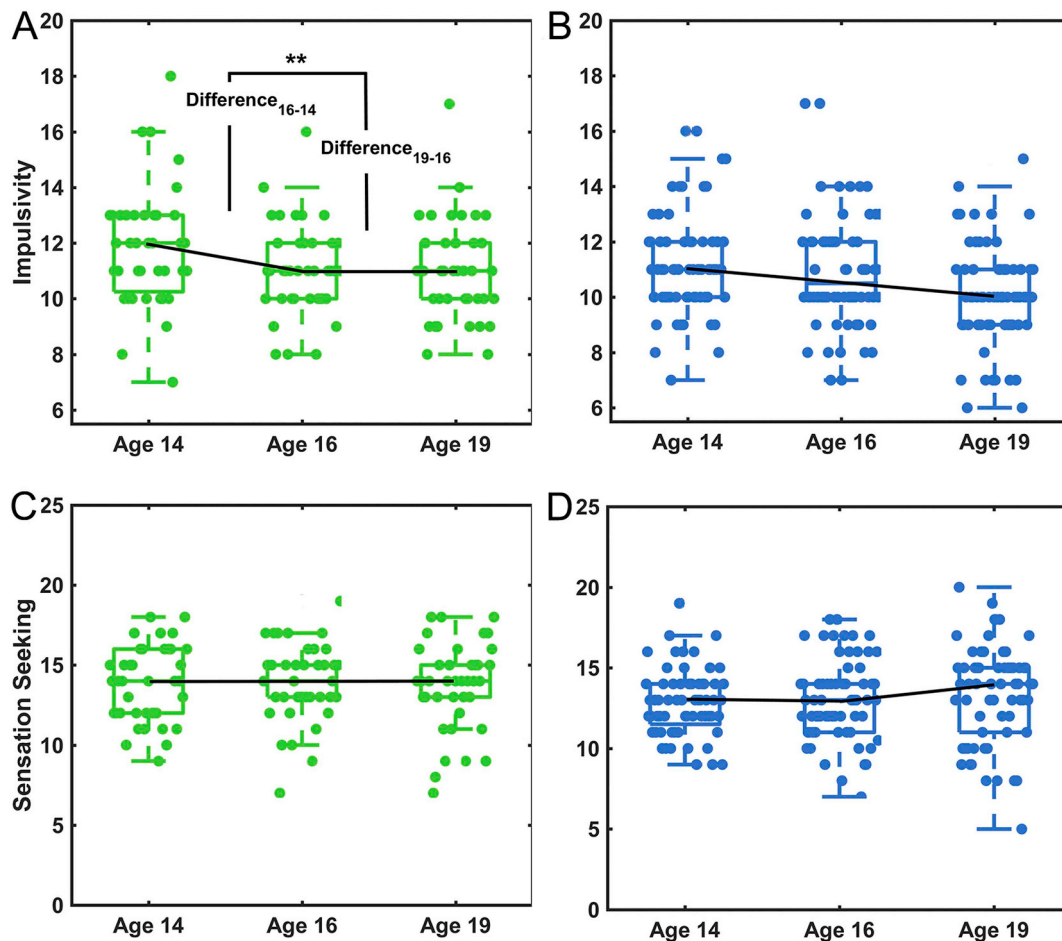 A
20
18
16
14
12
10
8
6
Impulsivity
**
Difference16-14
Difference19-16
Age 14 Age 16 Age 19
B
20
18
16
14
12
10
8
6
Age 14 Age 16 Age 19
C
25
20
15
10
5
0
Sensation Seeking
Age 14 Age 16 Age 19
D
25
20
15
10
5
0
Age 14 Age 16 Age 19